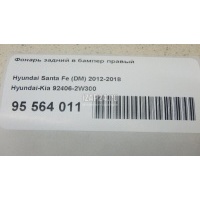 Фонарь задний в бампер правый
Hyundai Santa Fe (DM) 2012-2018
Hyundai-Kia 92406-2W300
95 564 011